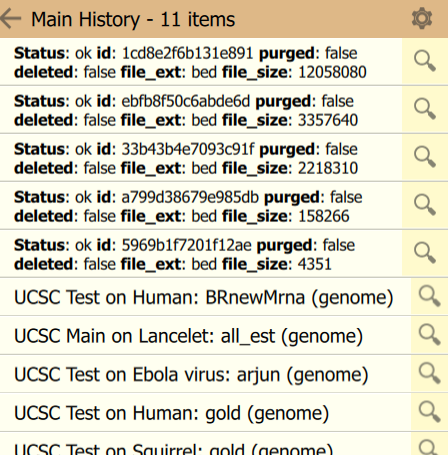 Main History - 11 items
Status: ok id: 1cd8e2f6b131e891 purged: false
deleted: false file_ext: bed file_size: 12058080
Status: ok id: ebfb8f50c6abde6d purged: false
deleted: false file_ext: bed file_size: 3357640
Status: ok id: 33b43b4e7093c91f purged: false
deleted: false file_ext: bed file_size: 2218310
Status: ok id: a799d38679e985db purged: false
deleted: false file_ext: bed file_size: 158266
Status: ok id: 5969b1f7201f12ae purged: false
deleted: false file_ext: bed file_size: 4351
UCSC Test on Human: BRnewMrna (genome)
UCSC Main on Lancelet: all_est (genome)
UCSC Test on Ebola virus: arjun (genome)
UCSC Test on Human: gold (genome)
UCSC Test on Squirrel: gold (genome)